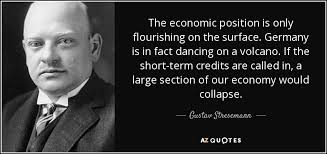 The economic position is only
flourishing on the surface. Germany
is in fact dancing on a volcano. If the
short-term credits are called in, a
large section of our economy would
collapse.
Gustav Stresemann
AZ QUOTES